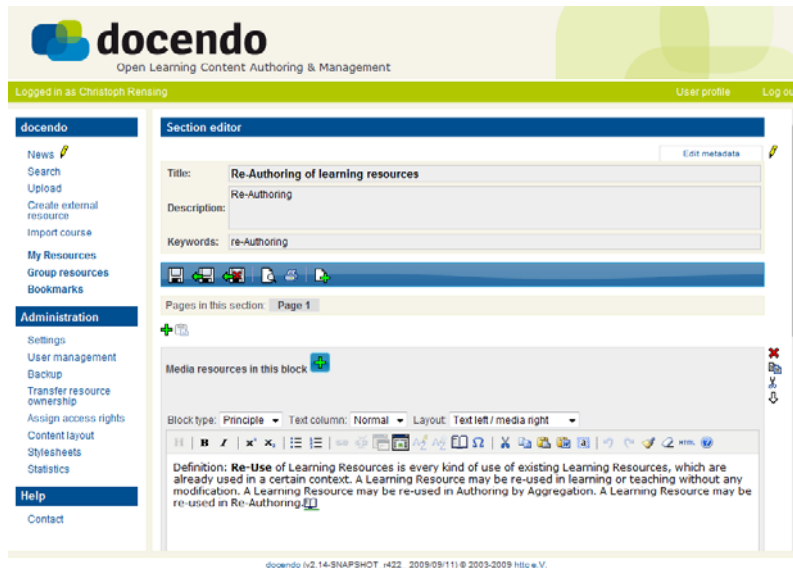 docendo
Open Learning Content Authoring & Management
Logged in as Christoph Rensing
User profile
Log ou
docendo
News
Search
Upload
Create external
resource
Import course
My Resources
Group resources
Bookmarks
Administration
Settings
User management
Backup
Transfer resource
ownership
Assign access rights
Content layout
Stylesheets
Statistics
Help
Contact
Section editor
Edit metadata
Title: Re-Authoring of learning resources
Description: Re-Authoring
Keywords: re-Authoring
Pages in this section: Page 1
Media resources in this block
Block type: Principle Text column: Normal Layout: Text left / media right
H B I x² x₂ Ω HTML
Definition: Re-Use of Learning Resources is every kind of use of existing Learning Resources, which are
already used in a certain context. A Learning Resource may be re-used in learning or teaching without any
modification. A Learning Resource may be re-used in Authoring by Aggregation. A Learning Resource may be
re-used in Re-Authoring.
docendo (v2.14-SNAPSHOT r422 2009/09/11) © 2003-2009 httc e.V.